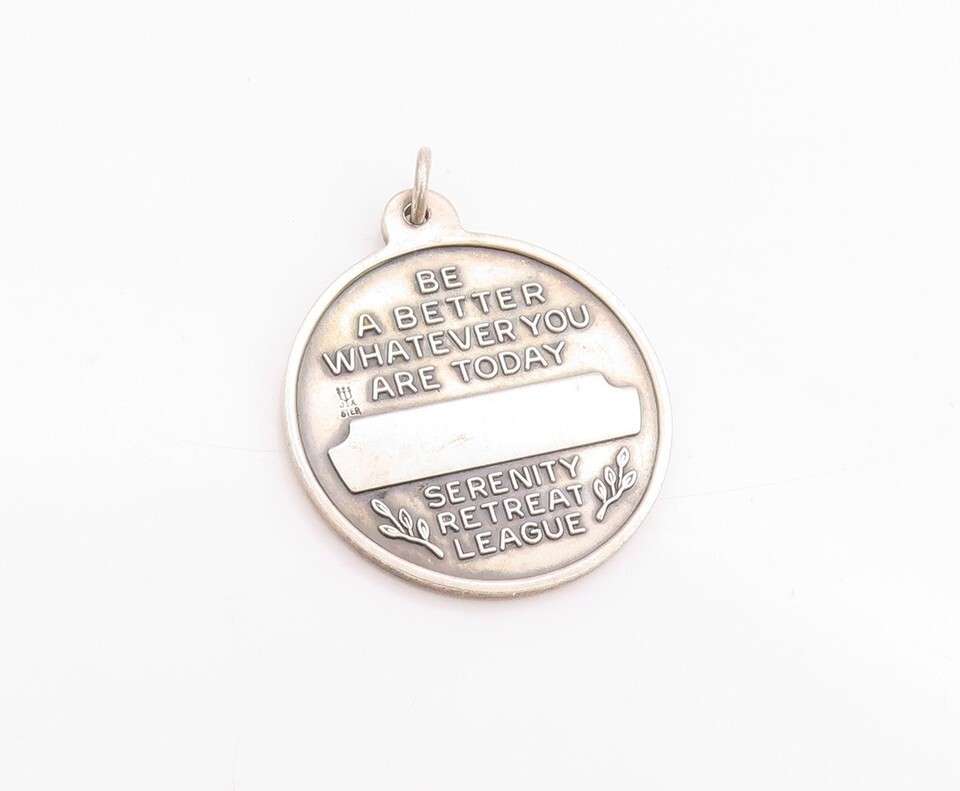 BE
A BETTER
WHATEVER YOU
ARE TODAY
SERENITY
RETREAT
LEAGUE